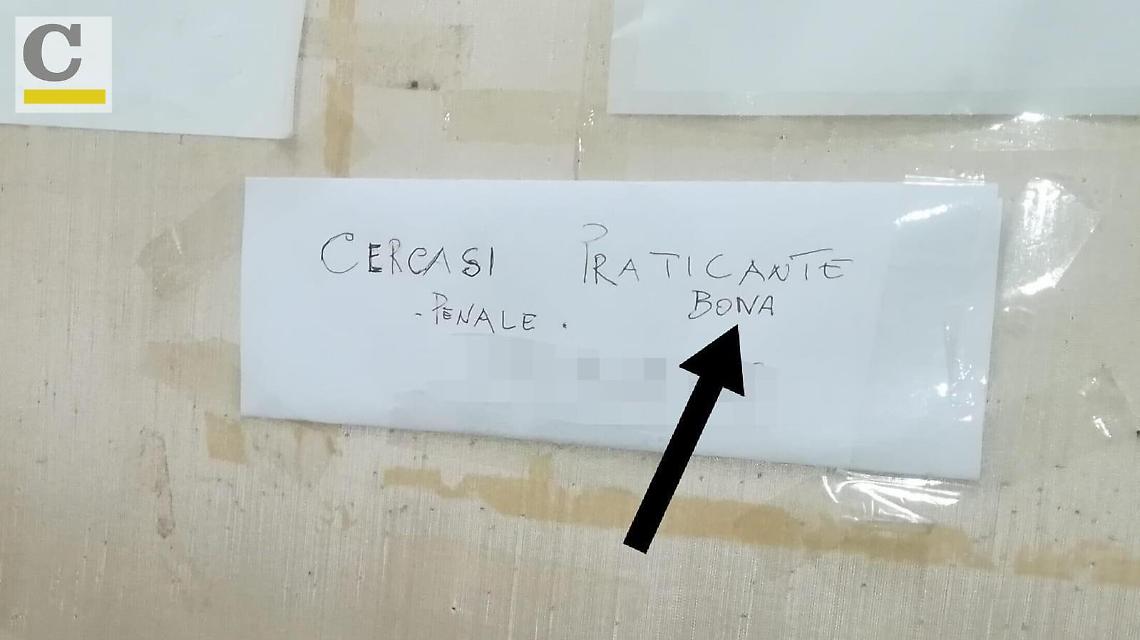 C
CERCASI PRATICANTE
- PENALE. BONA